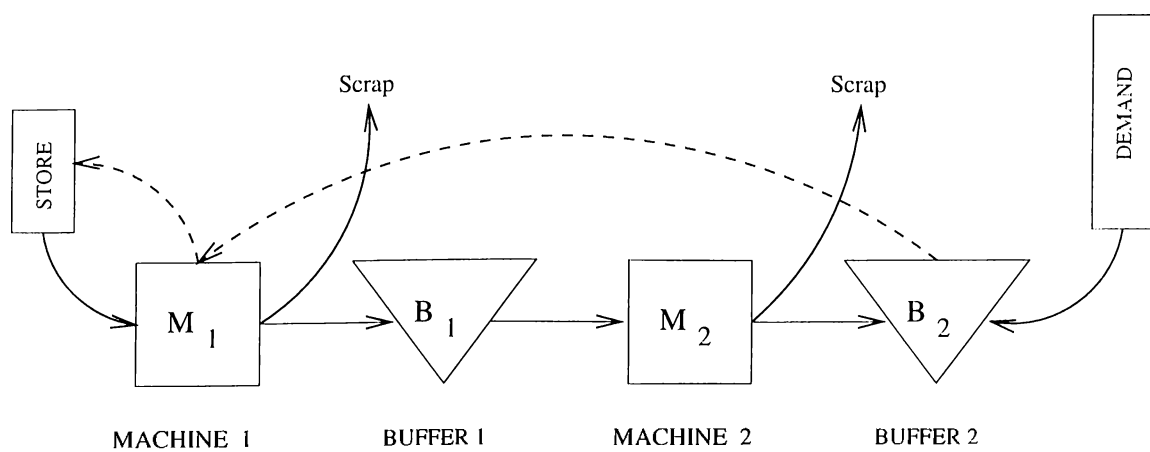 Scrap
Scrap
STORE
DEMAND
M 1
B 1
M 2
B 2
MACHINE 1
BUFFER 1
MACHINE 2
BUFFER 2